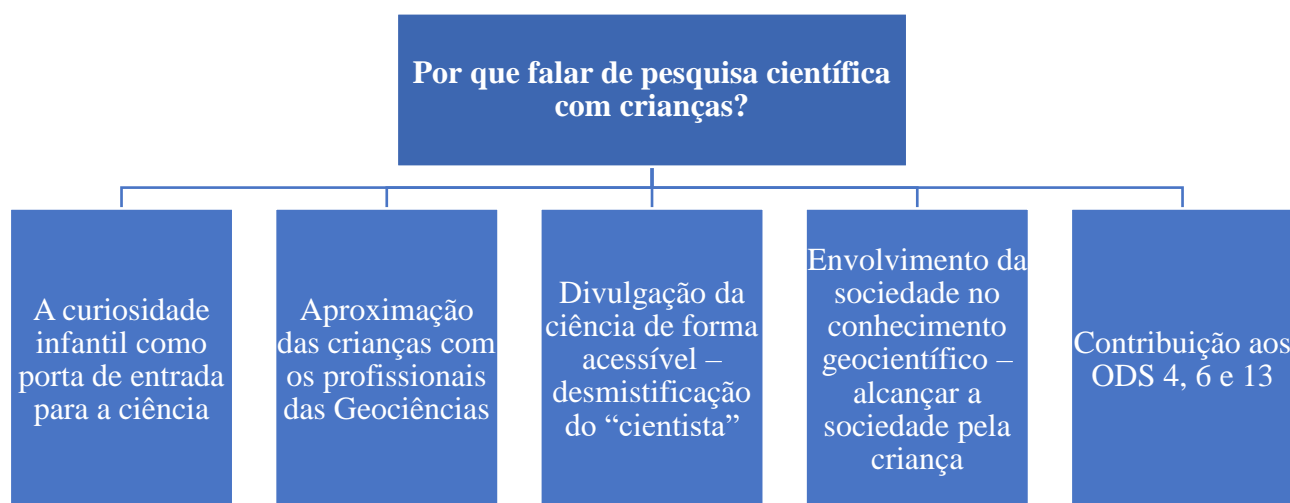 Por que falar de pesquisa científica
com crianças?
A curiosidade
infantil como
porta de entrada
para a ciência
Aproximação
das crianças com
os profissionais
das Geociências
Divulgação da
ciência de forma
acessível –
desmistificação
do “cientista”
Envolvimento da
sociedade no
conhecimento
geocientífico –
alcançar a
sociedade pela
criança
Contribuição aos
ODS 4, 6 e 13